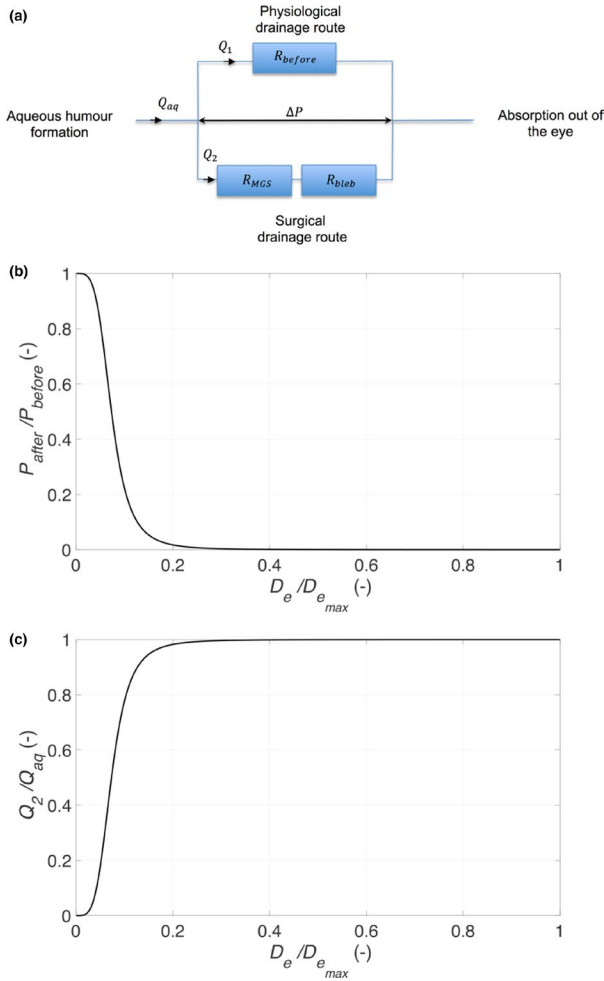 (a)
Physiological
drainage route
Q1
Rbefore
Aqueous humour
formation
Qaq
ΔP
Absorption out of
the eye
Q2
RMGS
Rbleb
Surgical
drainage route
(b)
1
0.8
0.6
0.4
0.2
0
Pafter/Pbefore (-)
0 0.2 0.4 0.6 0.8 1
De/Demax (-)
(c)
1
0.8
0.6
0.4
0.2
0
Q2/Qaq (-)
0 0.2 0.4 0.6 0.8 1
De/Demax (-)